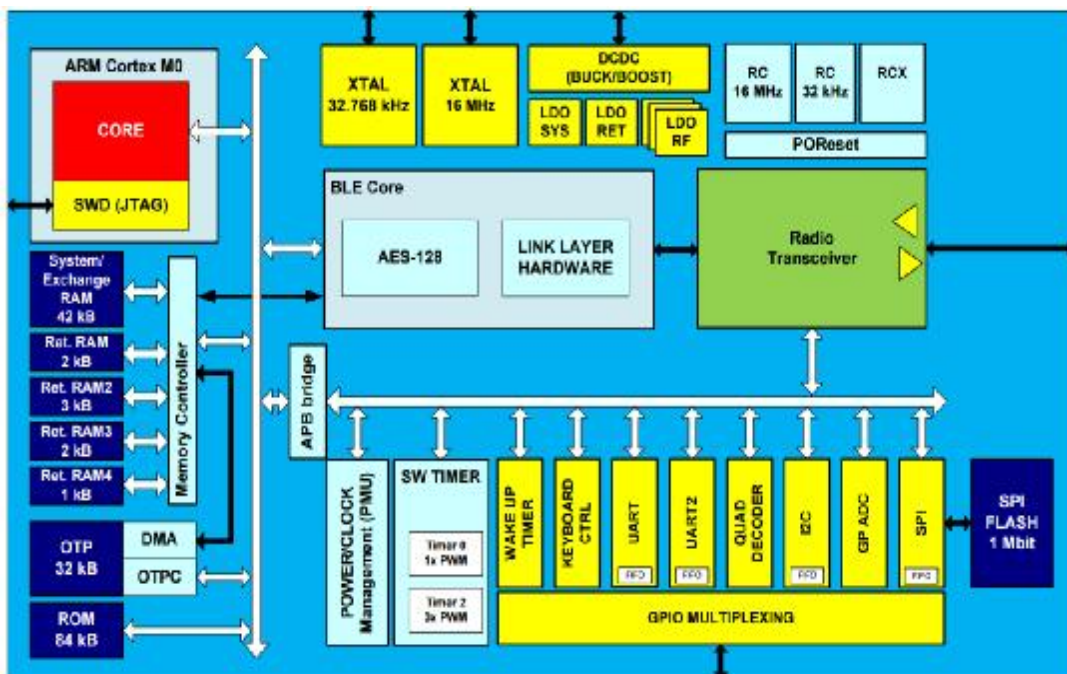 ARM Cortex M0
CORE
SWD (JTAG)
XTAL
32.768 kHz
XTAL
16 MHz
DCDC
(BUCK/BOOST)
LDO
SYS
LDO
RET
LDO
RF
RC
16 MHz
RC
32 kHz
RCX
POReset
BLE Core
AES-128
LINK LAYER
HARDWARE
Radio
Transceiver
System/
Exchange
RAM
42 kB
Ret. RAM
2 kB
Ret. RAM2
3 kB
Ret. RAM3
2 kB
Ret. RAM4
1 kB
Memory Controller
OTP
32 kB
DMA
OTPC
ROM
84 kB
APB bridge
POWER/CLOCK
Management (PMU)
SW TIMER
Timer 0
1x PWM
Timer 2
3x PWM
WAKE UP
TIMER
KEYBOARD
CTRL
UART
FIFO
UART2
FIFO
QUAD
DECODER
I2C
FIFO
GP ADC
SPI
FIFO
SPI
FLASH
1 Mbit
GPIO MULTIPLEXING